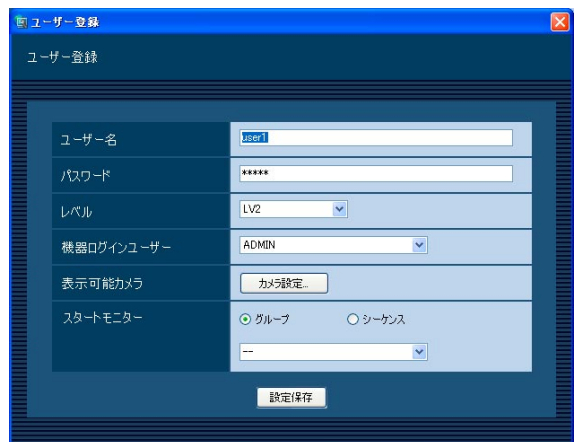 ユーザー登録
ユーザー登録
ユーザー名 user1
パスワード *****
レベル LV2
機器ログインユーザー ADMIN
表示可能カメラ カメラ設定...
スタートモニター グループ シーケンス
--
設定保存